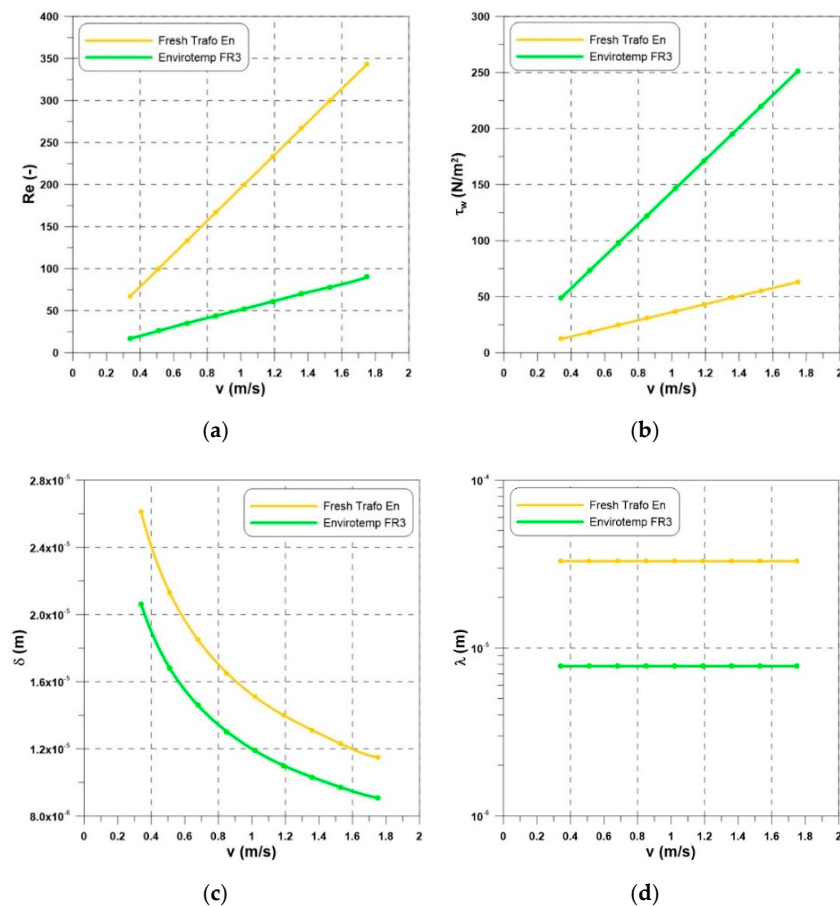 400
350
300
250
200
150
100
50
0
Re (-)
Fresh Trafo En
Envirotemp FR3
0 0.2 0.4 0.6 0.8 1 1.2 1.4 1.6 1.8 2
v (m/s)
(a)
300
250
200
150
100
50
0
τw (N/m²)
Fresh Trafo En
Envirotemp FR3
0 0.2 0.4 0.6 0.8 1 1.2 1.4 1.6 1.8 2
v (m/s)
(b)
2.8x10⁻⁵
2.4x10⁻⁵
2.0x10⁻⁵
1.6x10⁻⁵
1.2x10⁻⁵
8.0x10⁻⁶
δ (m)
Fresh Trafo En
Envirotemp FR3
0 0.2 0.4 0.6 0.8 1 1.2 1.4 1.6 1.8 2
v (m/s)
(c)
10⁻⁴
10⁻⁵
10⁻⁶
λ (m)
Fresh Trafo En
Envirotemp FR3
0 0.2 0.4 0.6 0.8 1 1.2 1.4 1.6 1.8 2
v (m/s)
(d)